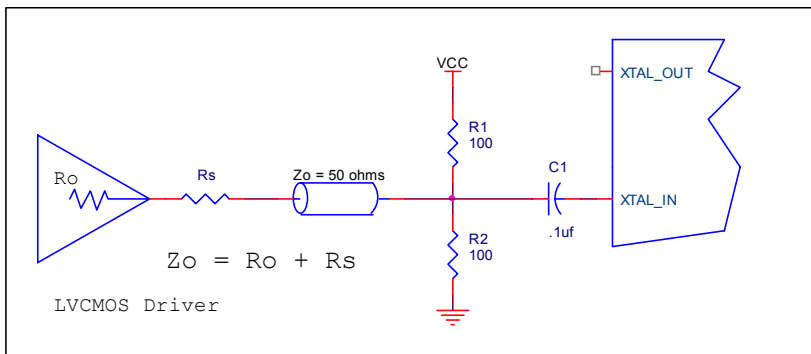 VCC
XTAL_OUT
R1
100
Ro
Rs
Zo = 50 ohms
C1
XTAL_IN
.1uf
R2
100
Zo = Ro + Rs
LVCMOS Driver